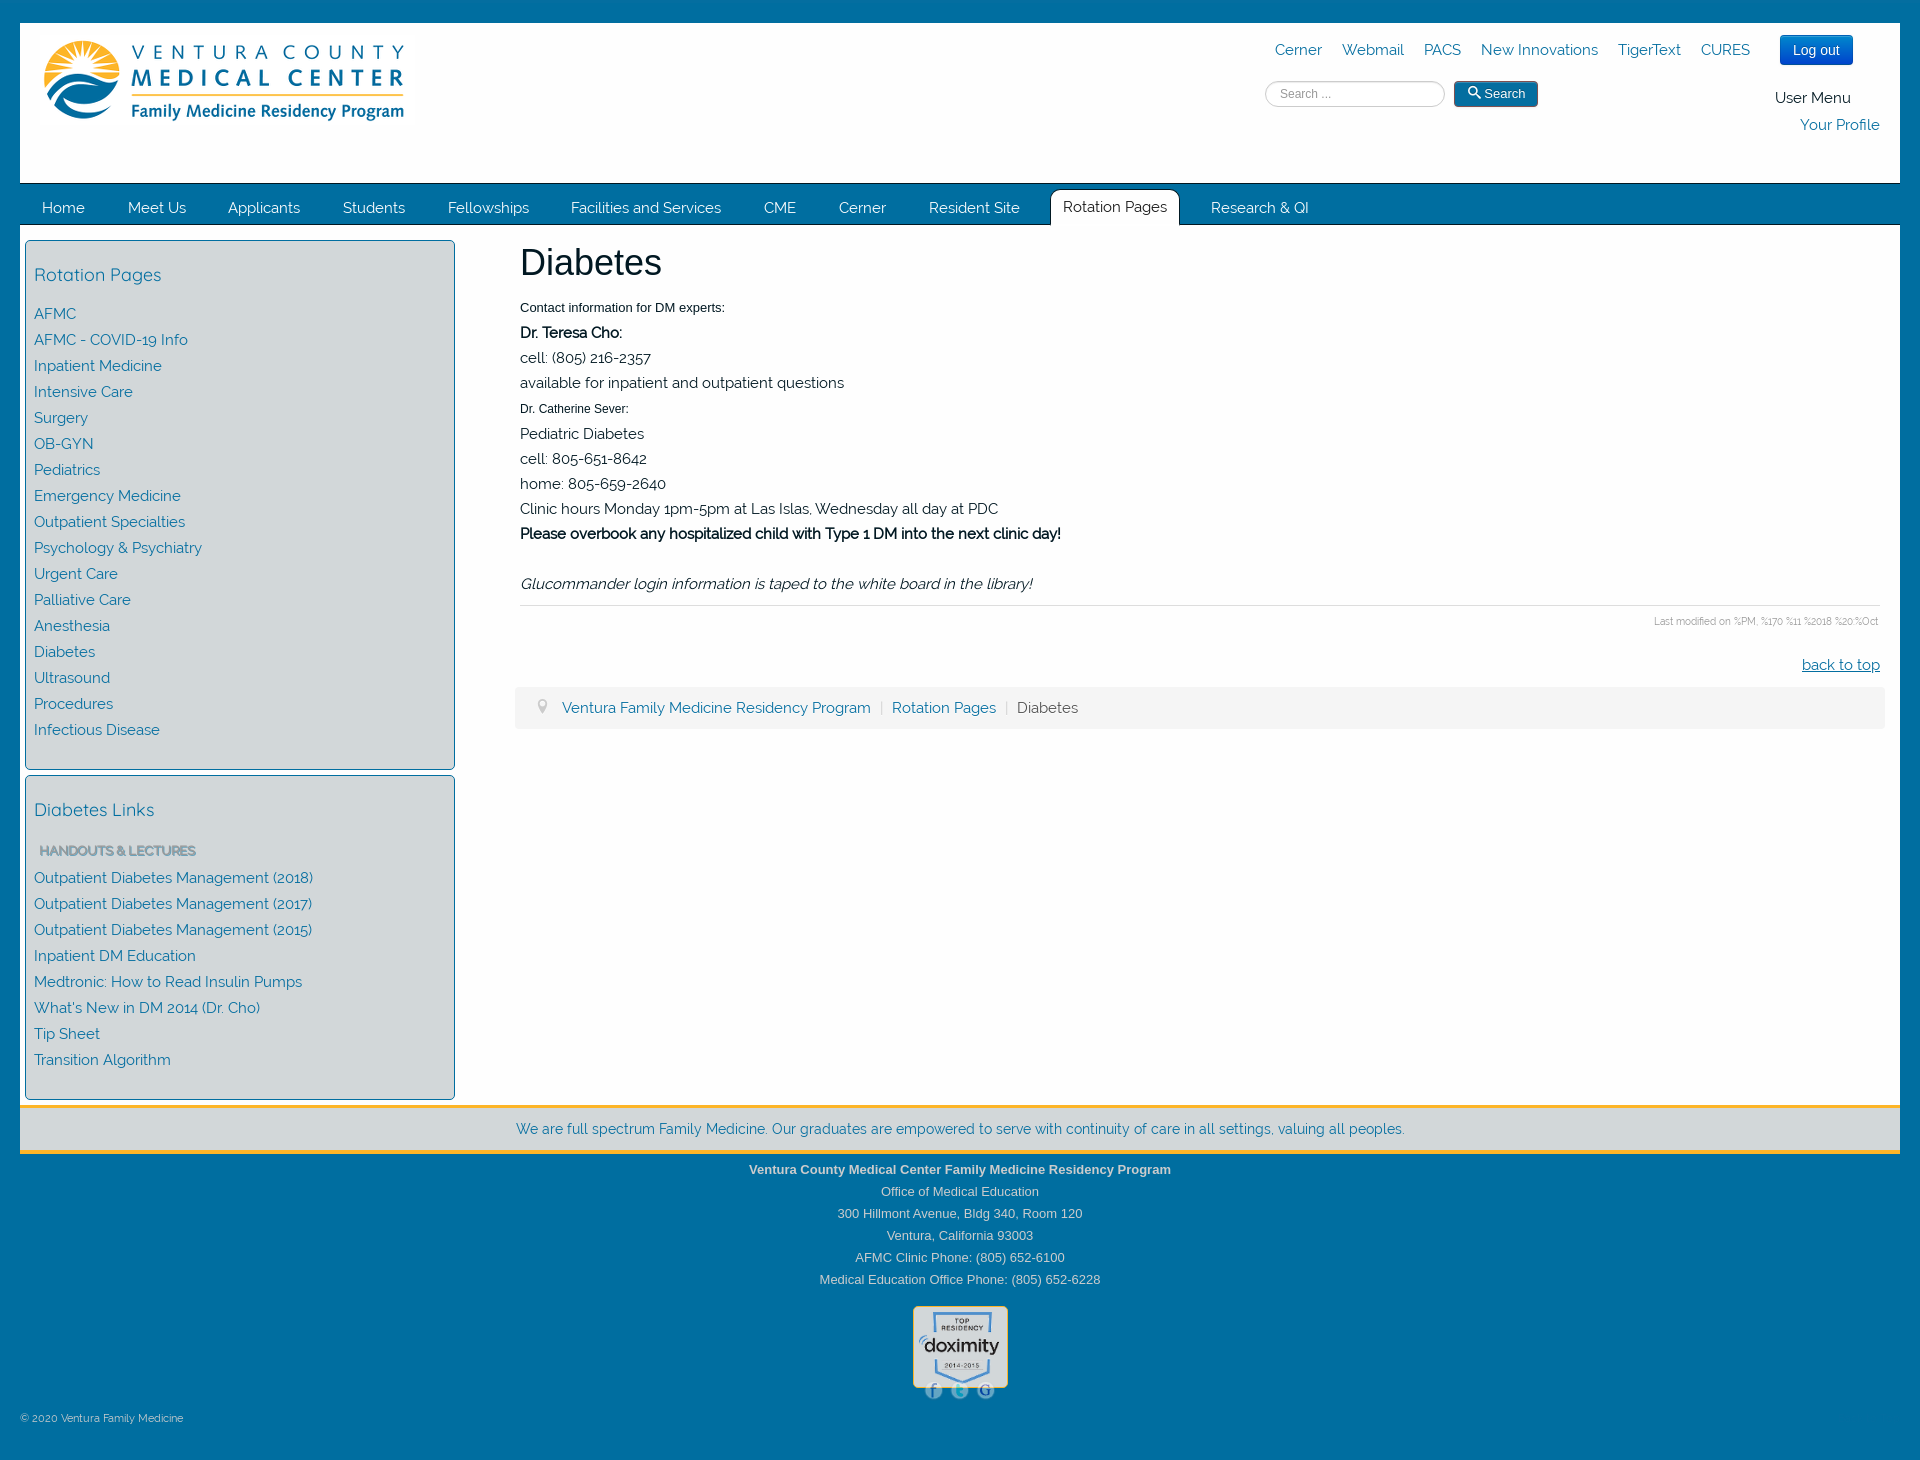 VENTURA COUNTY
MEDICAL CENTER
Family Medicine Residency Program
Cerner Webmail PACS New Innovations TigerText CURES Log out
Search ... Search
User Menu
Your Profile
Home Meet Us Applicants Students Fellowships Facilities and Services CME Cerner Resident Site Rotation Pages Research & QI
Rotation Pages
AFMC
AFMC - COVID-19 Info
Inpatient Medicine
Intensive Care
Surgery
OB-GYN
Pediatrics
Emergency Medicine
Outpatient Specialties
Psychology & Psychiatry
Urgent Care
Palliative Care
Anesthesia
Diabetes
Ultrasound
Procedures
Infectious Disease
Diabetes Links
HANDOUTS & LECTURES
Outpatient Diabetes Management (2018)
Outpatient Diabetes Management (2017)
Outpatient Diabetes Management (2015)
Inpatient DM Education
Medtronic: How to Read Insulin Pumps
What's New in DM 2014 (Dr. Cho)
Tip Sheet
Transition Algorithm
Diabetes
Contact information for DM experts:
Dr. Teresa Cho:
cell: (805) 216-2357
available for inpatient and outpatient questions
Dr. Catherine Sever:
Pediatric Diabetes
cell: 805-651-8642
home: 805-659-2640
Clinic hours Monday 1pm-5pm at Las Islas, Wednesday all day at PDC
Please overbook any hospitalized child with Type 1 DM into the next clinic day!
Glucommander login information is taped to the white board in the library!
Last modified on %PM, %170 %11 %2018 %20:%Oct
back to top
Ventura Family Medicine Residency Program | Rotation Pages | Diabetes
We are full spectrum Family Medicine. Our graduates are empowered to serve with continuity of care in all settings, valuing all peoples.
Ventura County Medical Center Family Medicine Residency Program
Office of Medical Education
300 Hillmont Avenue, Bldg 340, Room 120
Ventura, California 93003
AFMC Clinic Phone: (805) 652-6100
Medical Education Office Phone: (805) 652-6228
TOP
RESIDENCY
doximity
2014-2015
f t G
© 2020 Ventura Family Medicine